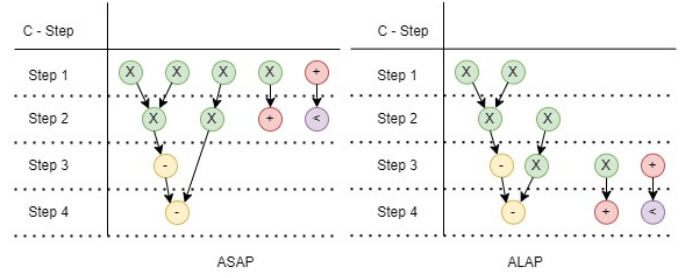 C - Step C - Step
Step 1 X X X X + Step 1 X X
Step 2 X X + < Step 2 X X
Step 3 - Step 3 - X X +
Step 4 - Step 4 - + <
ASAP ALAP